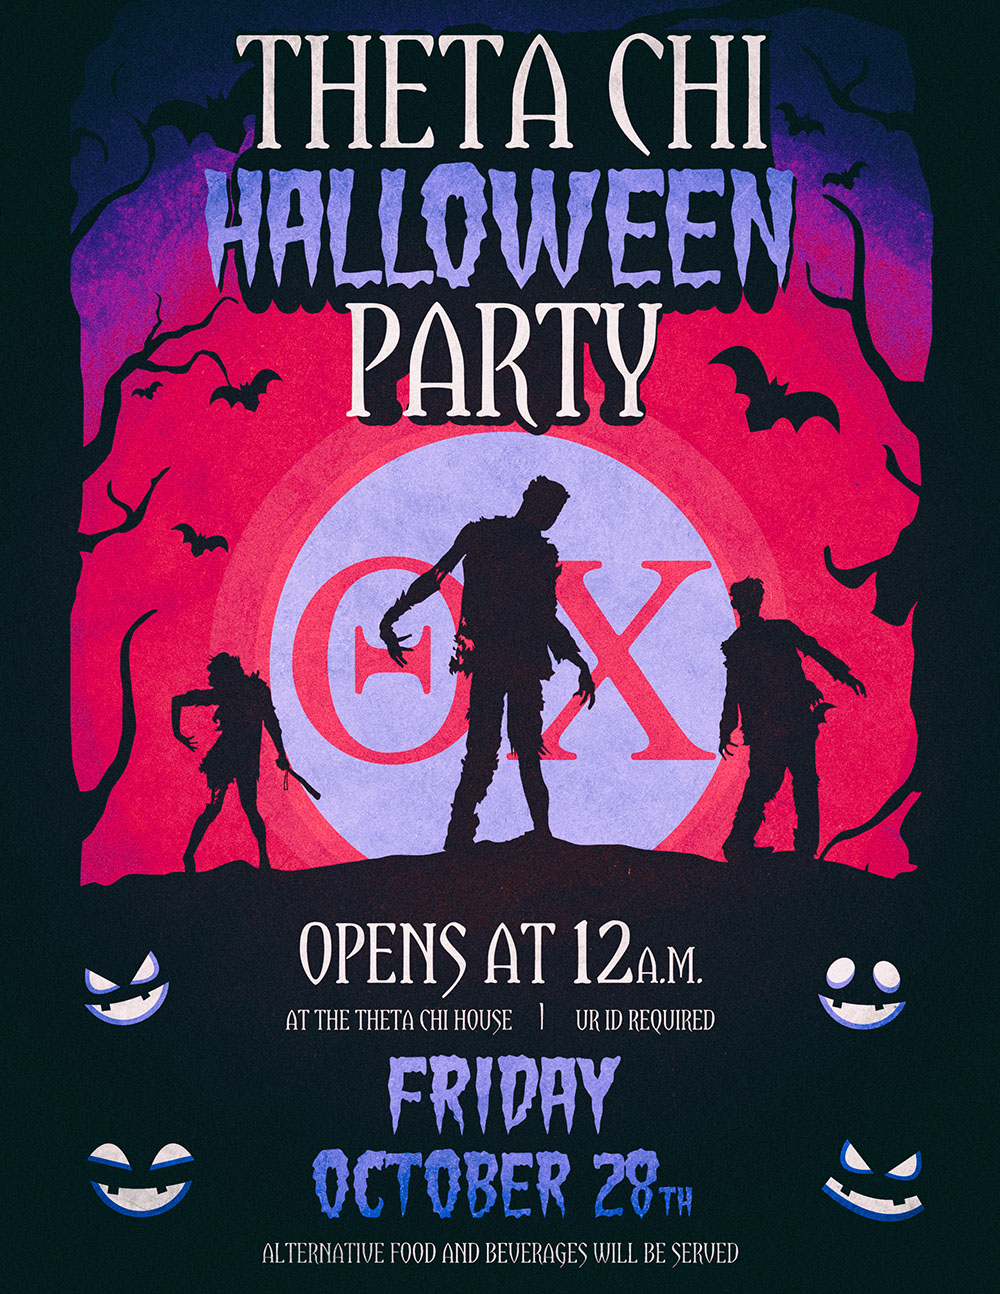 THETA CHI
HALLOWEEN
PARTY
ΘΧ
OPENS AT 12A.M.
AT THE THETA CHI HOUSE | UR ID REQUIRED
FRIDAY
OCTOBER 28TH
ALTERNATIVE FOOD AND BEVERAGES WILL BE SERVED